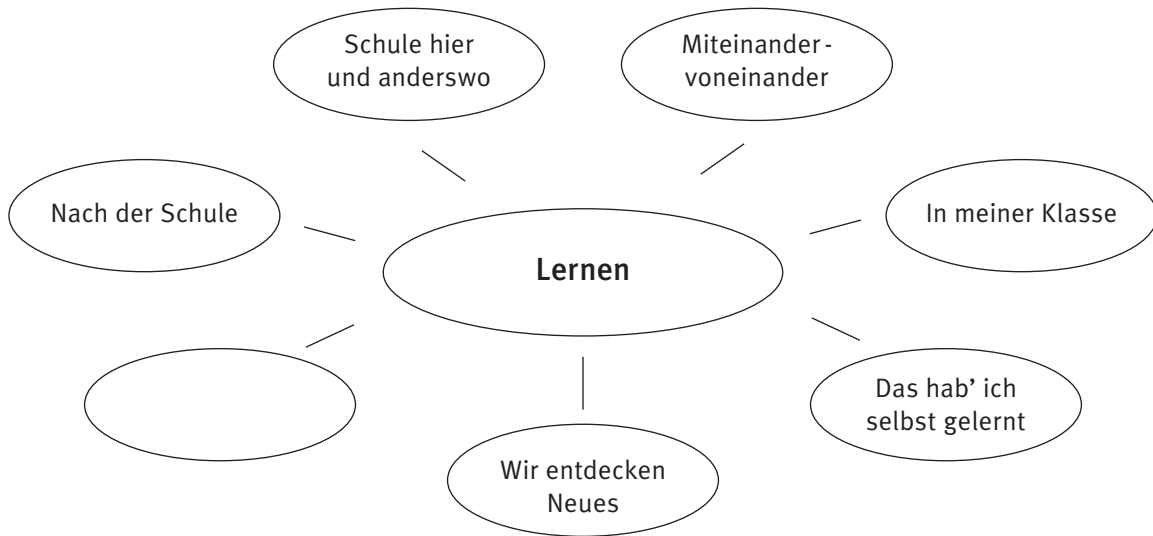 Schule hier
und anderswo
Miteinander -
voneinander
Nach der Schule
In meiner Klasse
Lernen
Das hab’ ich
selbst gelernt
Wir entdecken
Neues